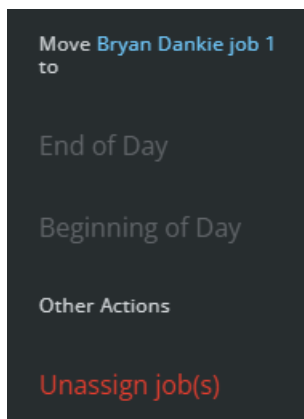 Move Bryan Dankie job 1
to
End of Day
Beginning of Day
Other Actions
Unassign job(s)